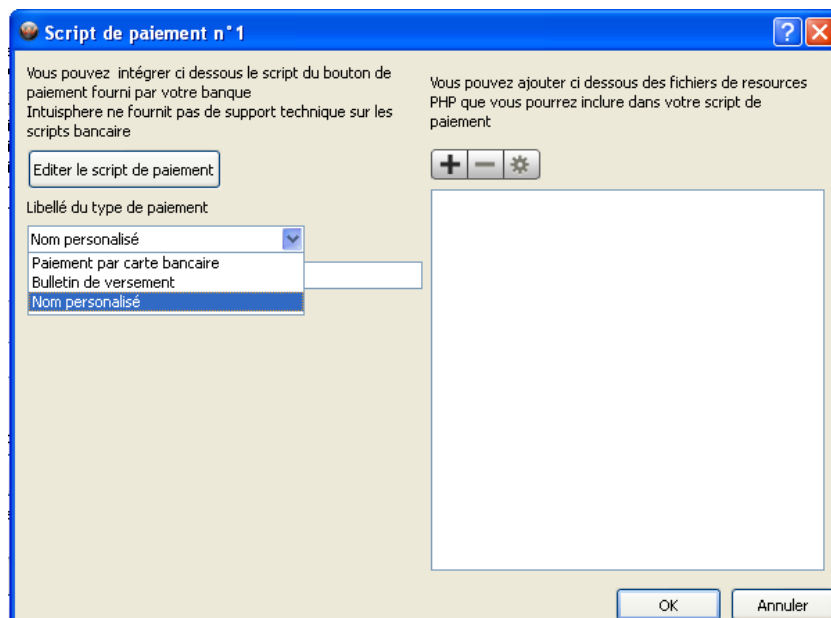 Script de paiement n°1
Vous pouvez intégrer ci dessous le script du bouton de
paiement fourni par votre banque
Intuisphere ne fournit pas de support technique sur les
scripts bancaire
Editer le script de paiement
Libellé du type de paiement
Nom personalisé
Paiement par carte bancaire
Bulletin de versement
Nom personalisé
Vous pouvez ajouter ci dessous des fichiers de resources
PHP que vous pourrez inclure dans votre script de
paiement
OK
Annuler